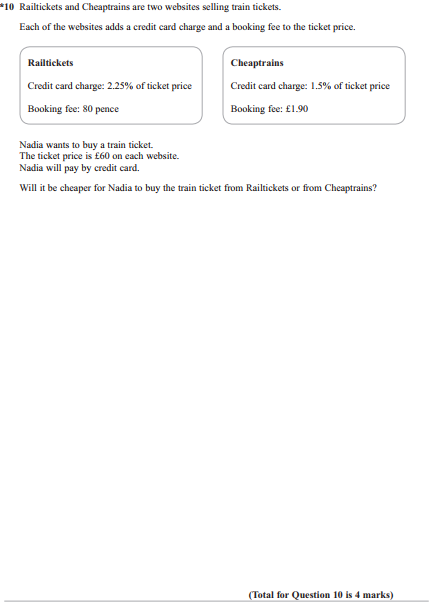 *10 Railtickets and Cheaptrains are two websites selling train tickets.
Each of the websites adds a credit card charge and a booking fee to the ticket price.
Railtickets
Credit card charge: 2.25% of ticket price
Booking fee: 80 pence
Cheaptrains
Credit card charge: 1.5% of ticket price
Booking fee: £1.90
Nadia wants to buy a train ticket.
The ticket price is £60 on each website.
Nadia will pay by credit card.
Will it be cheaper for Nadia to buy the train ticket from Railtickets or from Cheaptrains?
(Total for Question 10 is 4 marks)